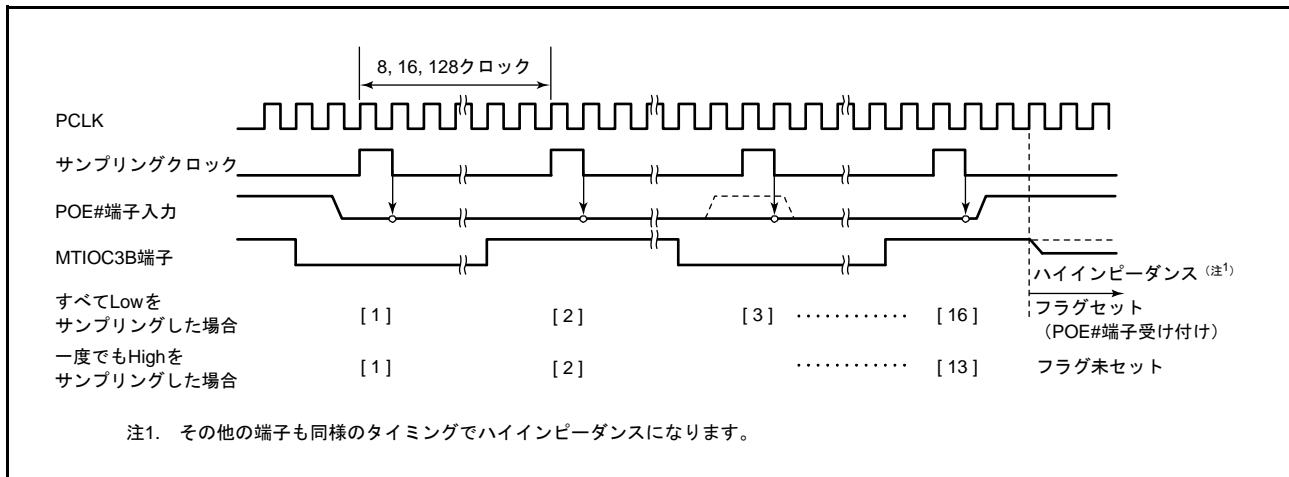 8, 16, 128クロック
PCLK
サンプリングクロック
POE#端子入力
MTIOC3B端子
ハイインピーダンス（注1）
すべてLowを
サンプリングした場合
[ 1 ] [ 2 ] [ 3 ] ············ [ 16 ]
フラグセット
（POE#端子受け付け）
一度でもHighを
サンプリングした場合
[ 1 ] [ 2 ] ············ [ 13 ] フラグ未セット
注1. その他の端子も同様のタイミングでハイインピーダンスになります。